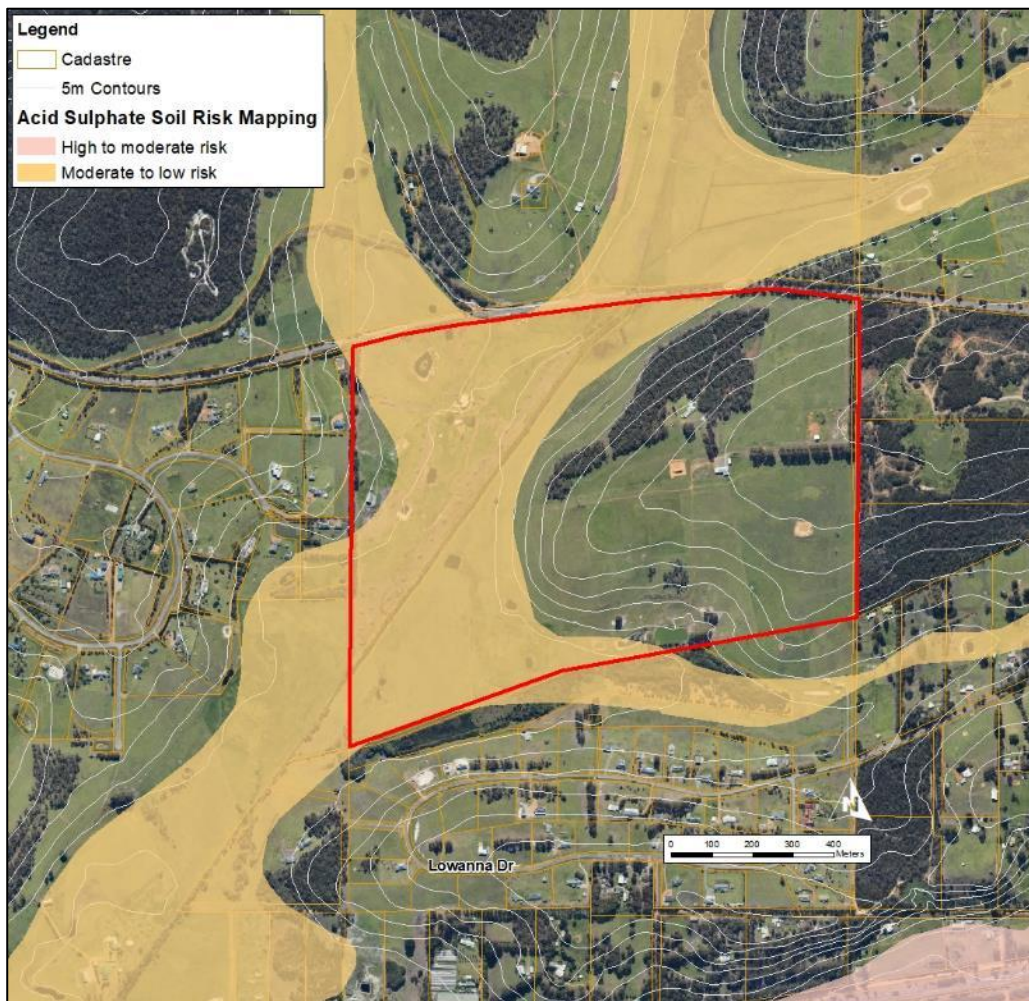 Legend
Cadastre
5m Contours
Acid Sulphate Soil Risk Mapping
High to moderate risk
Moderate to low risk
N
0 100 200 300 400
Meters
Lowanna Dr